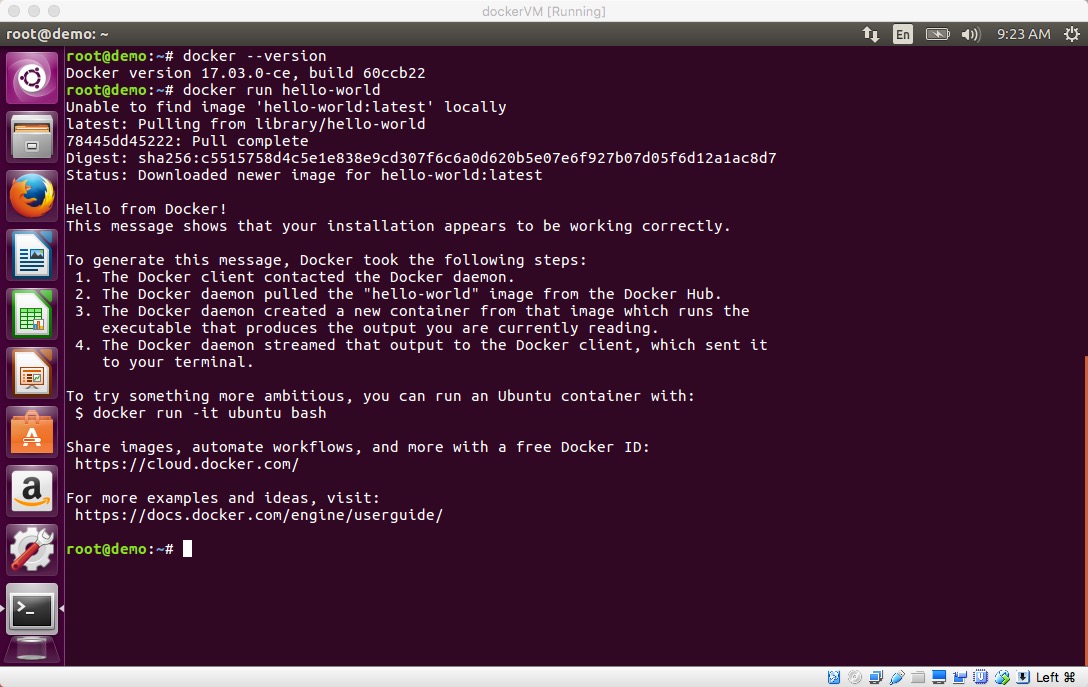 dockerVM [Running]
root@demo: ~
En
9:23 AM
root@demo:~# docker --version
Docker version 17.03.0-ce, build 60ccb22
root@demo:~# docker run hello-world
Unable to find image 'hello-world:latest' locally
latest: Pulling from library/hello-world
78445dd45222: Pull complete
Digest: sha256:c5515758d4c5e1e838e9cd307f6c6a0d620b5e07e6f927b07d05f6d12a1ac8d7
Status: Downloaded newer image for hello-world:latest

Hello from Docker!
This message shows that your installation appears to be working correctly.

To generate this message, Docker took the following steps:
 1. The Docker client contacted the Docker daemon.
 2. The Docker daemon pulled the "hello-world" image from the Docker Hub.
 3. The Docker daemon created a new container from that image which runs the
    executable that produces the output you are currently reading.
 4. The Docker daemon streamed that output to the Docker client, which sent it
    to your terminal.

To try something more ambitious, you can run an Ubuntu container with:
 $ docker run -it ubuntu bash

Share images, automate workflows, and more with a free Docker ID:
 https://cloud.docker.com/

For more examples and ideas, visit:
 https://docs.docker.com/engine/userguide/

root@demo:~#
Left ⌘